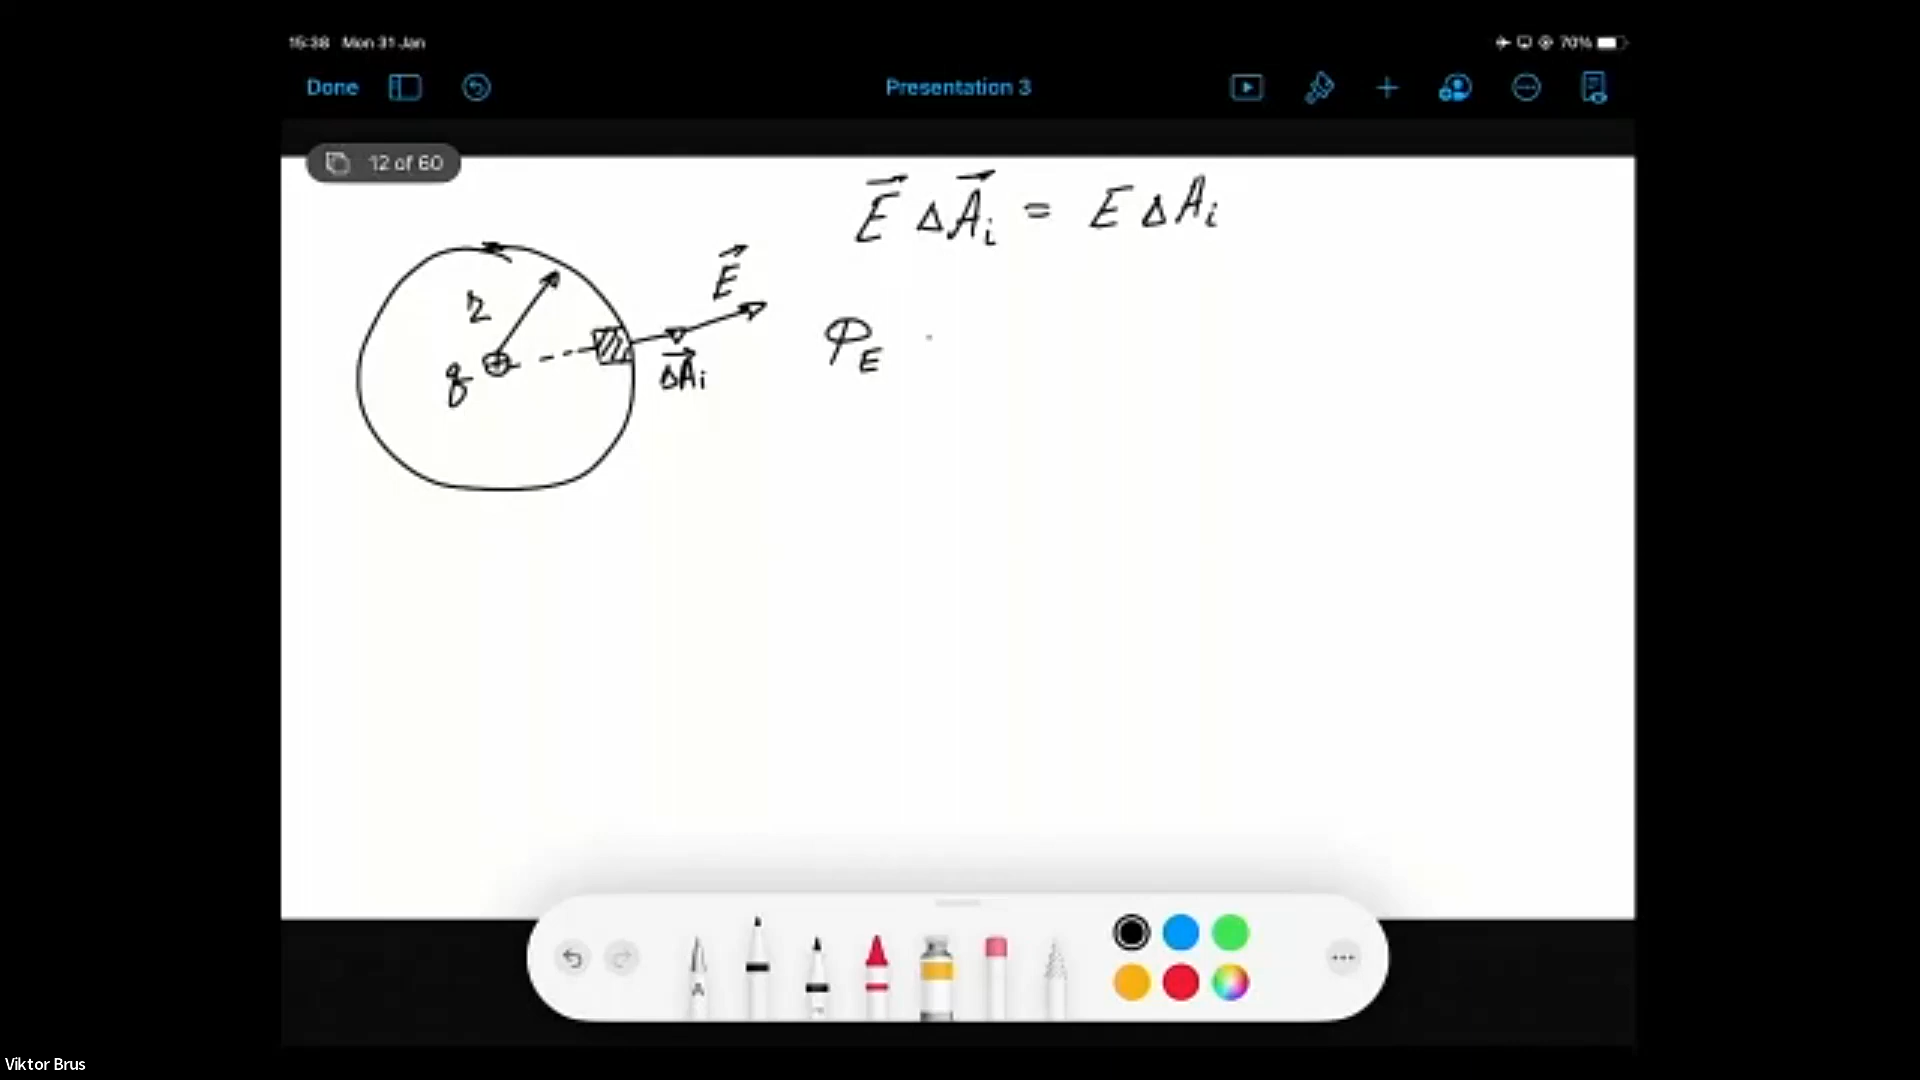 15:38 Mon 31 Jan
70%
Done
Presentation 3
12 of 60
E⃗ ΔA⃗ᵢ = E ΔAᵢ
r
q
E⃗
ΔA⃗ᵢ
Φ_E
A
Viktor Brus